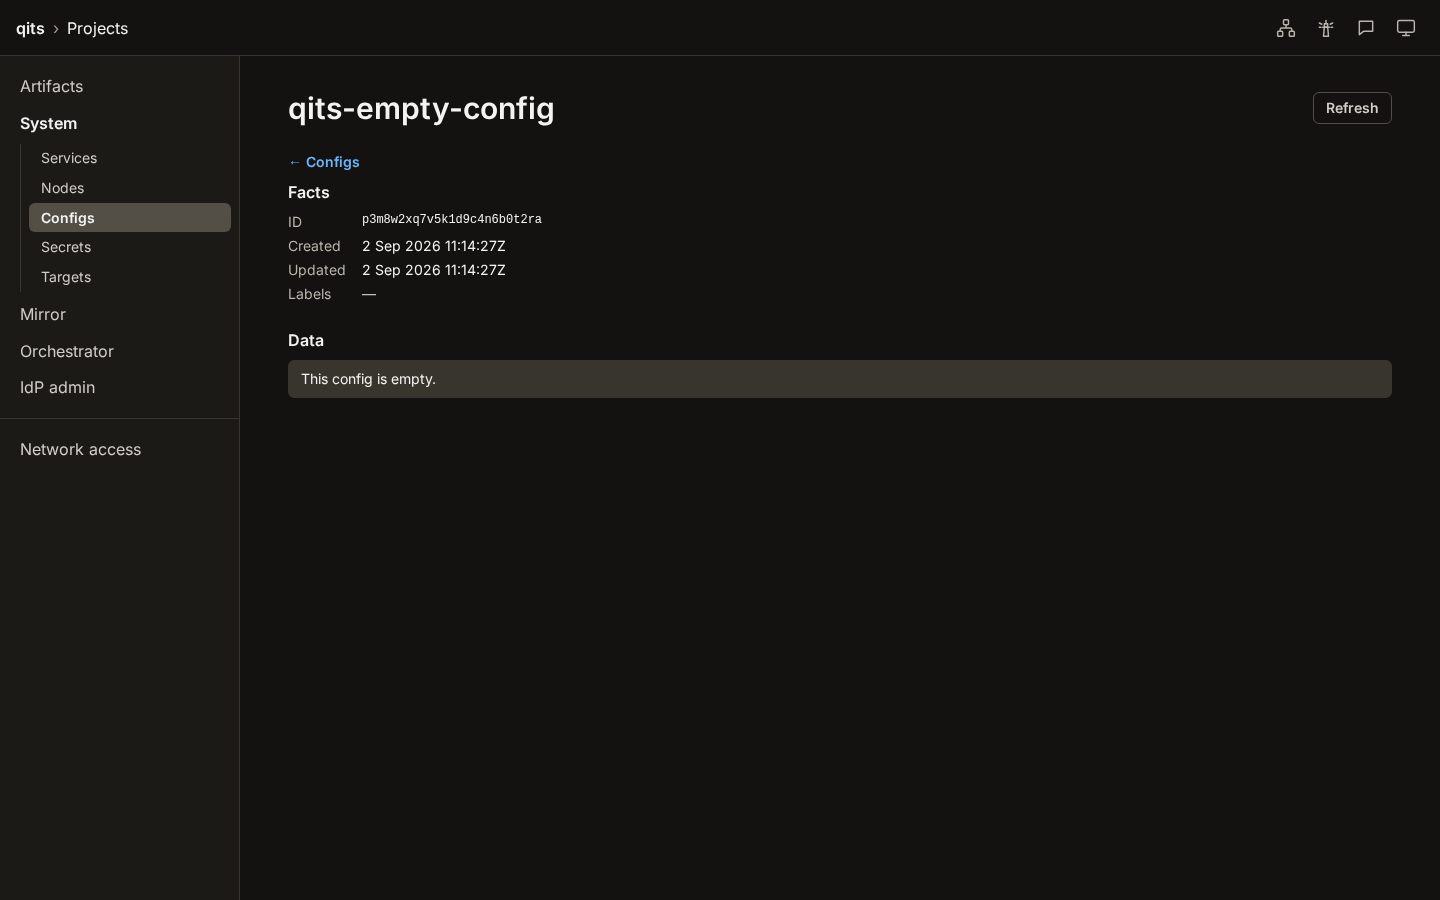 qits › Projects
Artifacts
System
Services
Nodes
Configs
Secrets
Targets
Mirror
Orchestrator
IdP admin
Network access
qits-empty-config
Refresh
← Configs
Facts
ID p3m8w2xq7v5k1d9c4n6b0t2ra
Created 2 Sep 2026 11:14:27Z
Updated 2 Sep 2026 11:14:27Z
Labels —
Data
This config is empty.